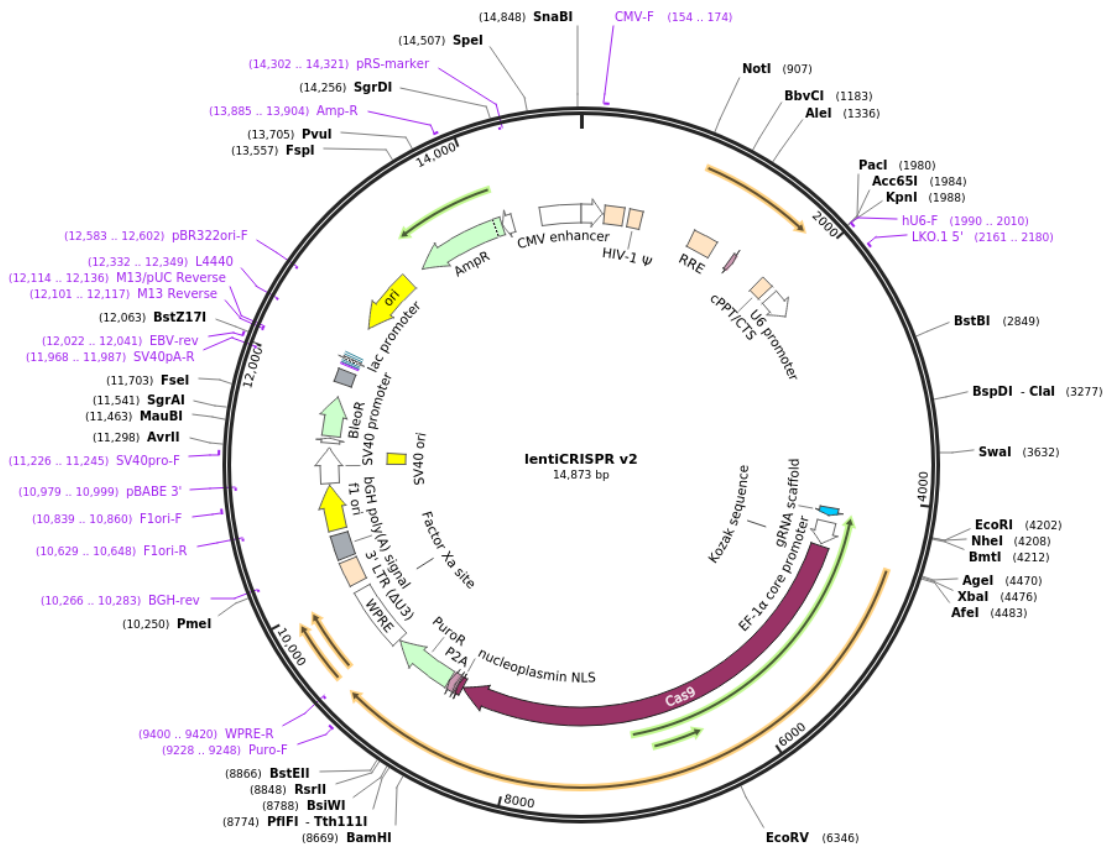 (14,848) SnaBI
CMV-F (154 .. 174)
(14,507) SpeI
(14,302 .. 14,321) pRS-marker
(14,256) SgrDI
(13,885 .. 13,904) Amp-R
(13,705) PvuI
(13,557) FspI
14,000
NotI (907)
BbvCI (1183)
AleI (1336)
PacI (1980)
Acc65I (1984)
KpnI (1988)
hU6-F (1990 .. 2010)
LKO.1 5' (2161 .. 2180)
2000
BstBI (2849)
BspDI - ClaI (3277)
SwaI (3632)
4000
EcoRI (4202)
NheI (4208)
BmtI (4212)
AgeI (4470)
XbaI (4476)
AfeI (4483)
6000
EcoRV (6346)
8000
(12,583 .. 12,602) pBR322ori-F
(12,332 .. 12,349) L4440
(12,114 .. 12,136) M13/pUC Reverse
(12,101 .. 12,117) M13 Reverse
(12,063) BstZ17I
(12,022 .. 12,041) EBV-rev
(11,968 .. 11,987) SV40pA-R
12,000
(11,703) FseI
(11,541) SgrAI
(11,463) MauBI
(11,298) AvrII
(11,226 .. 11,245) SV40pro-F
(10,979 .. 10,999) pBABE 3'
(10,839 .. 10,860) F1ori-F
(10,629 .. 10,648) F1ori-R
(10,266 .. 10,283) BGH-rev
(10,250) PmeI
10,000
(9400 .. 9420) WPRE-R
(9228 .. 9248) Puro-F
(8866) BstEII
(8848) RsrII
(8788) BsiWI
(8774) PflFI - Tth111I
(8669) BamHI
CMV enhancer
HIV-1 Ψ
RRE
cPPT/CTS
U6 promoter
AmpR
ori
lac promoter
BleoR
SV40 promoter
SV40 ori
f1 ori
bGH poly(A) signal
3' LTR (ΔU3)
Factor Xa site
WPRE
PuroR
P2A
nucleoplasmin NLS
Cas9
EF-1α core promoter
gRNA scaffold
Kozak sequence
lentiCRISPR v2
14,873 bp